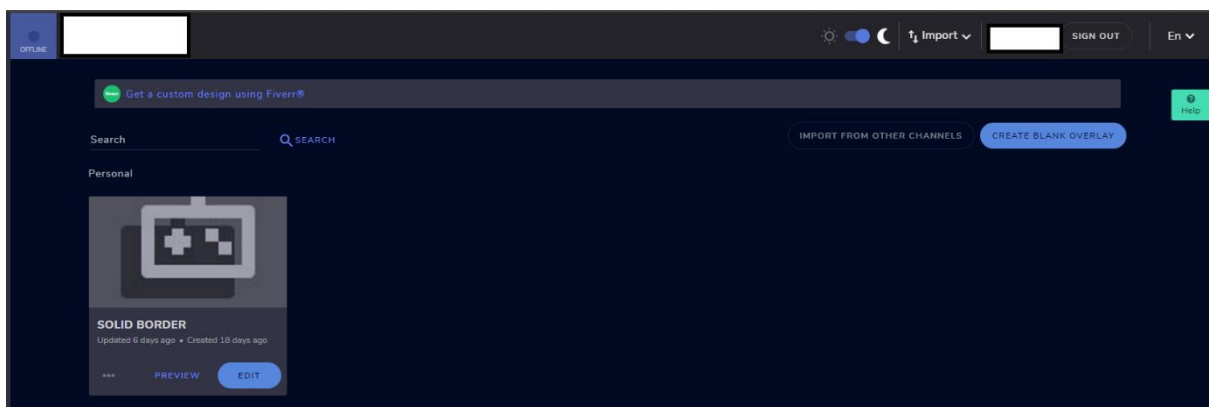 OFFLINE
Import
SIGN OUT
En
fiverr
Get a custom design using Fiverr®
Help
Search
SEARCH
IMPORT FROM OTHER CHANNELS
CREATE BLANK OVERLAY
Personal
SOLID BORDER
Updated 6 days ago • Created 18 days ago
PREVIEW
EDIT